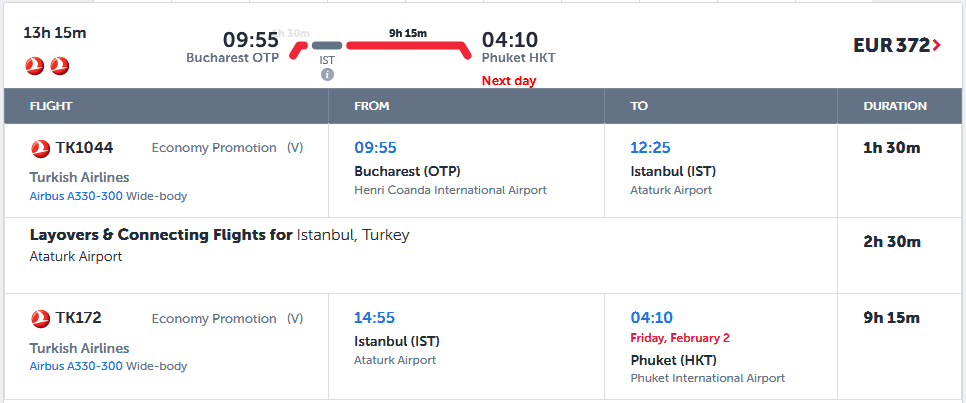 13h 15m
09:55
Bucharest OTP
1h 30m
IST
9h 15m
04:10
Phuket HKT
Next day
EUR 372
FLIGHT FROM TO DURATION
TK1044 Economy Promotion (V) 09:55 12:25 1h 30m
Turkish Airlines Bucharest (OTP) Istanbul (IST)
Airbus A330-300 Wide-body Henri Coanda International Airport Ataturk Airport
Layovers & Connecting Flights for Istanbul, Turkey 2h 30m
Ataturk Airport
TK172 Economy Promotion (V) 14:55 04:10 9h 15m
Friday, February 2
Turkish Airlines Istanbul (IST) Phuket (HKT)
Airbus A330-300 Wide-body Ataturk Airport Phuket International Airport